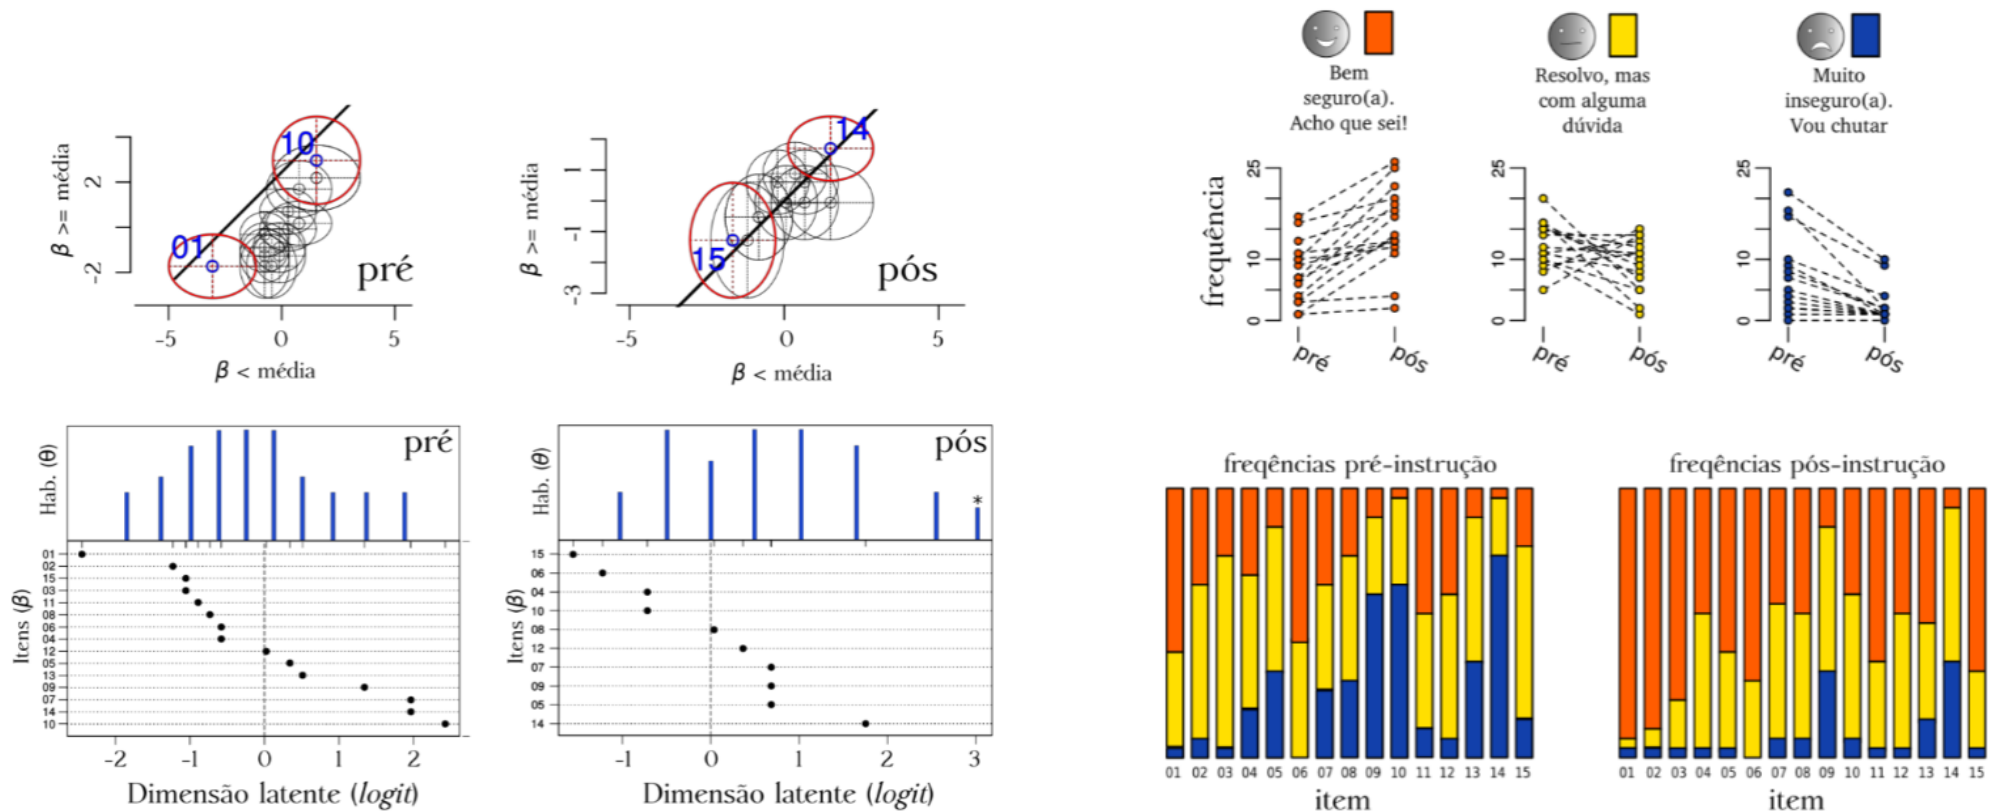 10
01
pré
2
-2
-5
0
5
β >= média
β < média
14
15
pós
1
-1
-3
-5
0
5
β >= média
β < média
Bem
seguro(a).
Acho que sei!
Resolvo, mas
com alguma
dúvida
Muito
inseguro(a).
Vou chutar
frequência
25
10
0
pré
pós
25
10
0
pré
pós
25
10
0
pré
pós
pré
Hab. (θ)
Itens (β)
01
02
15
03
11
08
06
04
12
05
13
09
07
14
10
-2
-1
0
1
2
Dimensão latente (logit)
pós
*
Hab. (θ)
Itens (β)
15
06
04
10
08
12
07
09
05
14
-1
0
1
2
3
Dimensão latente (logit)
freqências pré-instrução
01 02 03 04 05 06 07 08 09 10 11 12 13 14 15
item
freqências pós-instrução
01 02 03 04 05 06 07 08 09 10 11 12 13 14 15
item